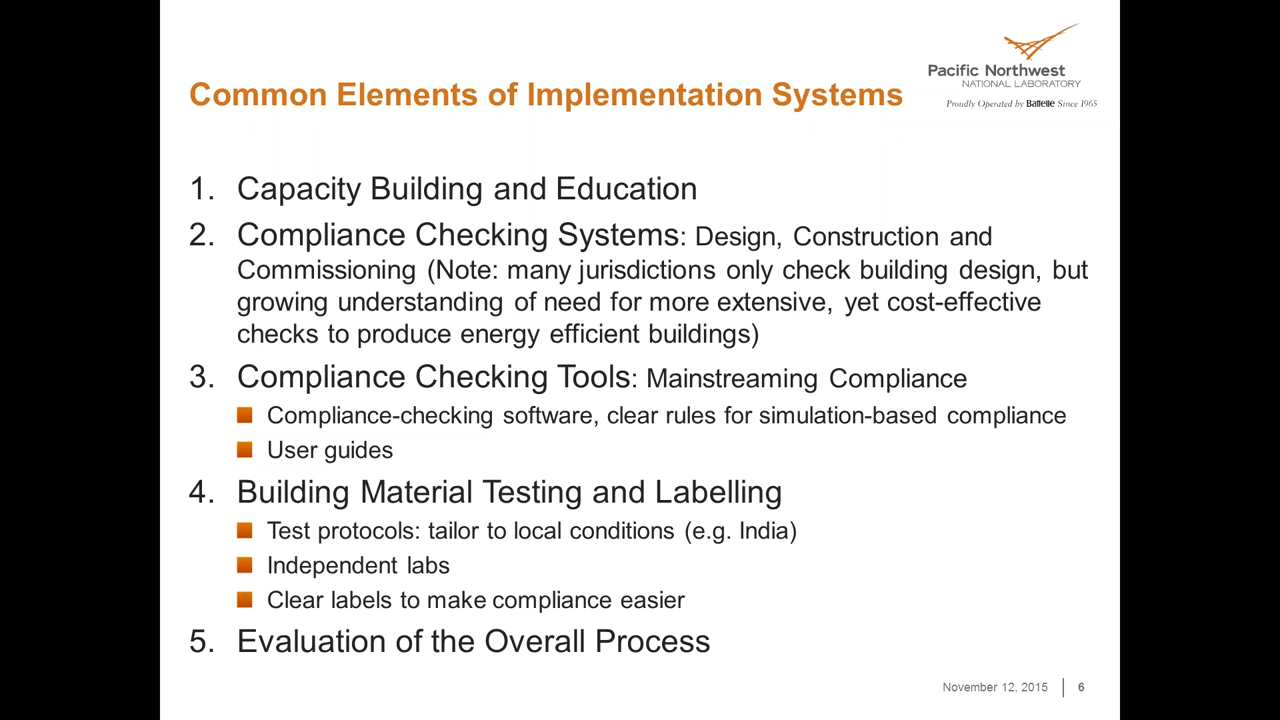 Pacific Northwest
NATIONAL LABORATORY
Proudly Operated by Battelle Since 1965
Common Elements of Implementation Systems
1. Capacity Building and Education
2. Compliance Checking Systems: Design, Construction and
Commissioning (Note: many jurisdictions only check building design, but
growing understanding of need for more extensive, yet cost-effective
checks to produce energy efficient buildings)
3. Compliance Checking Tools: Mainstreaming Compliance
Compliance-checking software, clear rules for simulation-based compliance
User guides
4. Building Material Testing and Labelling
Test protocols: tailor to local conditions (e.g. India)
Independent labs
Clear labels to make compliance easier
5. Evaluation of the Overall Process
November 12, 2015 6